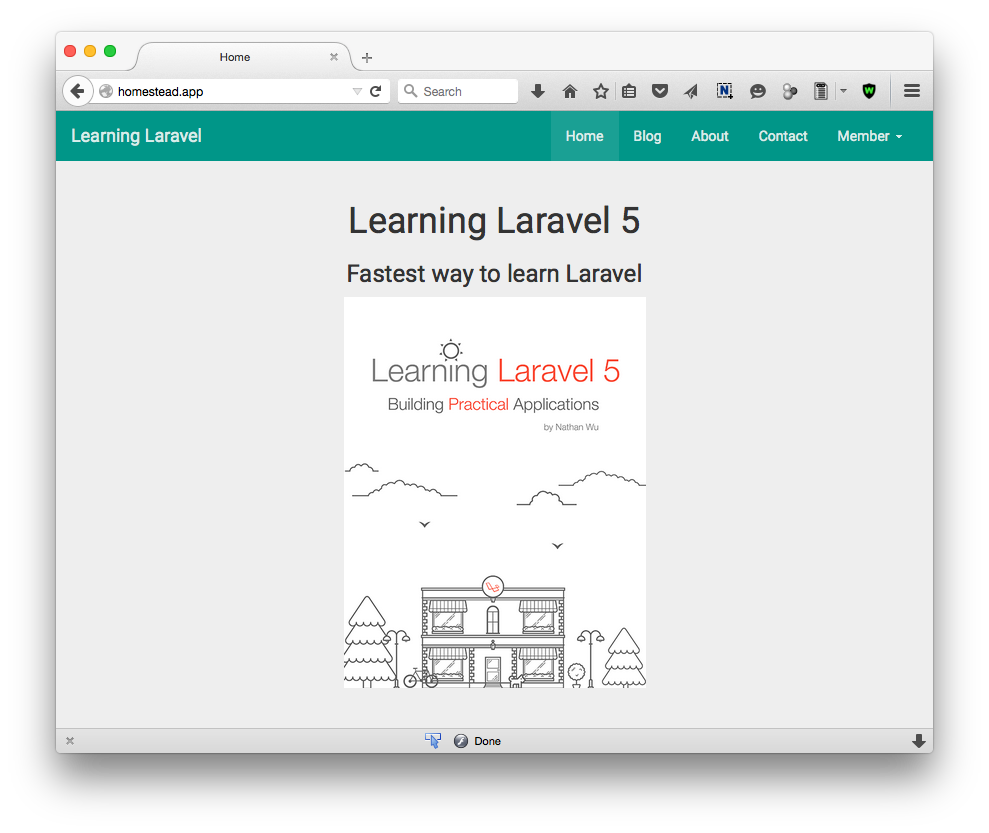 Home
homestead.app
Search
N
W
Learning Laravel
Home Blog About Contact Member
Learning Laravel 5
Fastest way to learn Laravel
Learning Laravel 5
Building Practical Applications
by Nathan Wu
Done